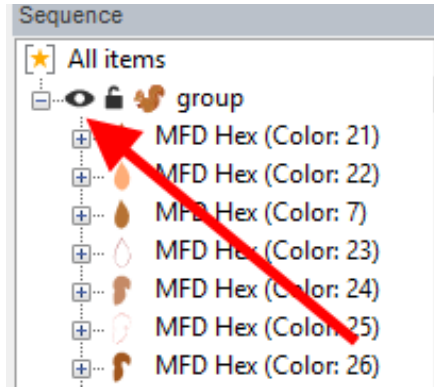 Sequence
All items
group
MFD Hex (Color: 21)
MFD Hex (Color: 22)
MFD Hex (Color: 7)
MFD Hex (Color: 23)
MFD Hex (Color: 24)
MFD Hex (Color: 25)
MFD Hex (Color: 26)